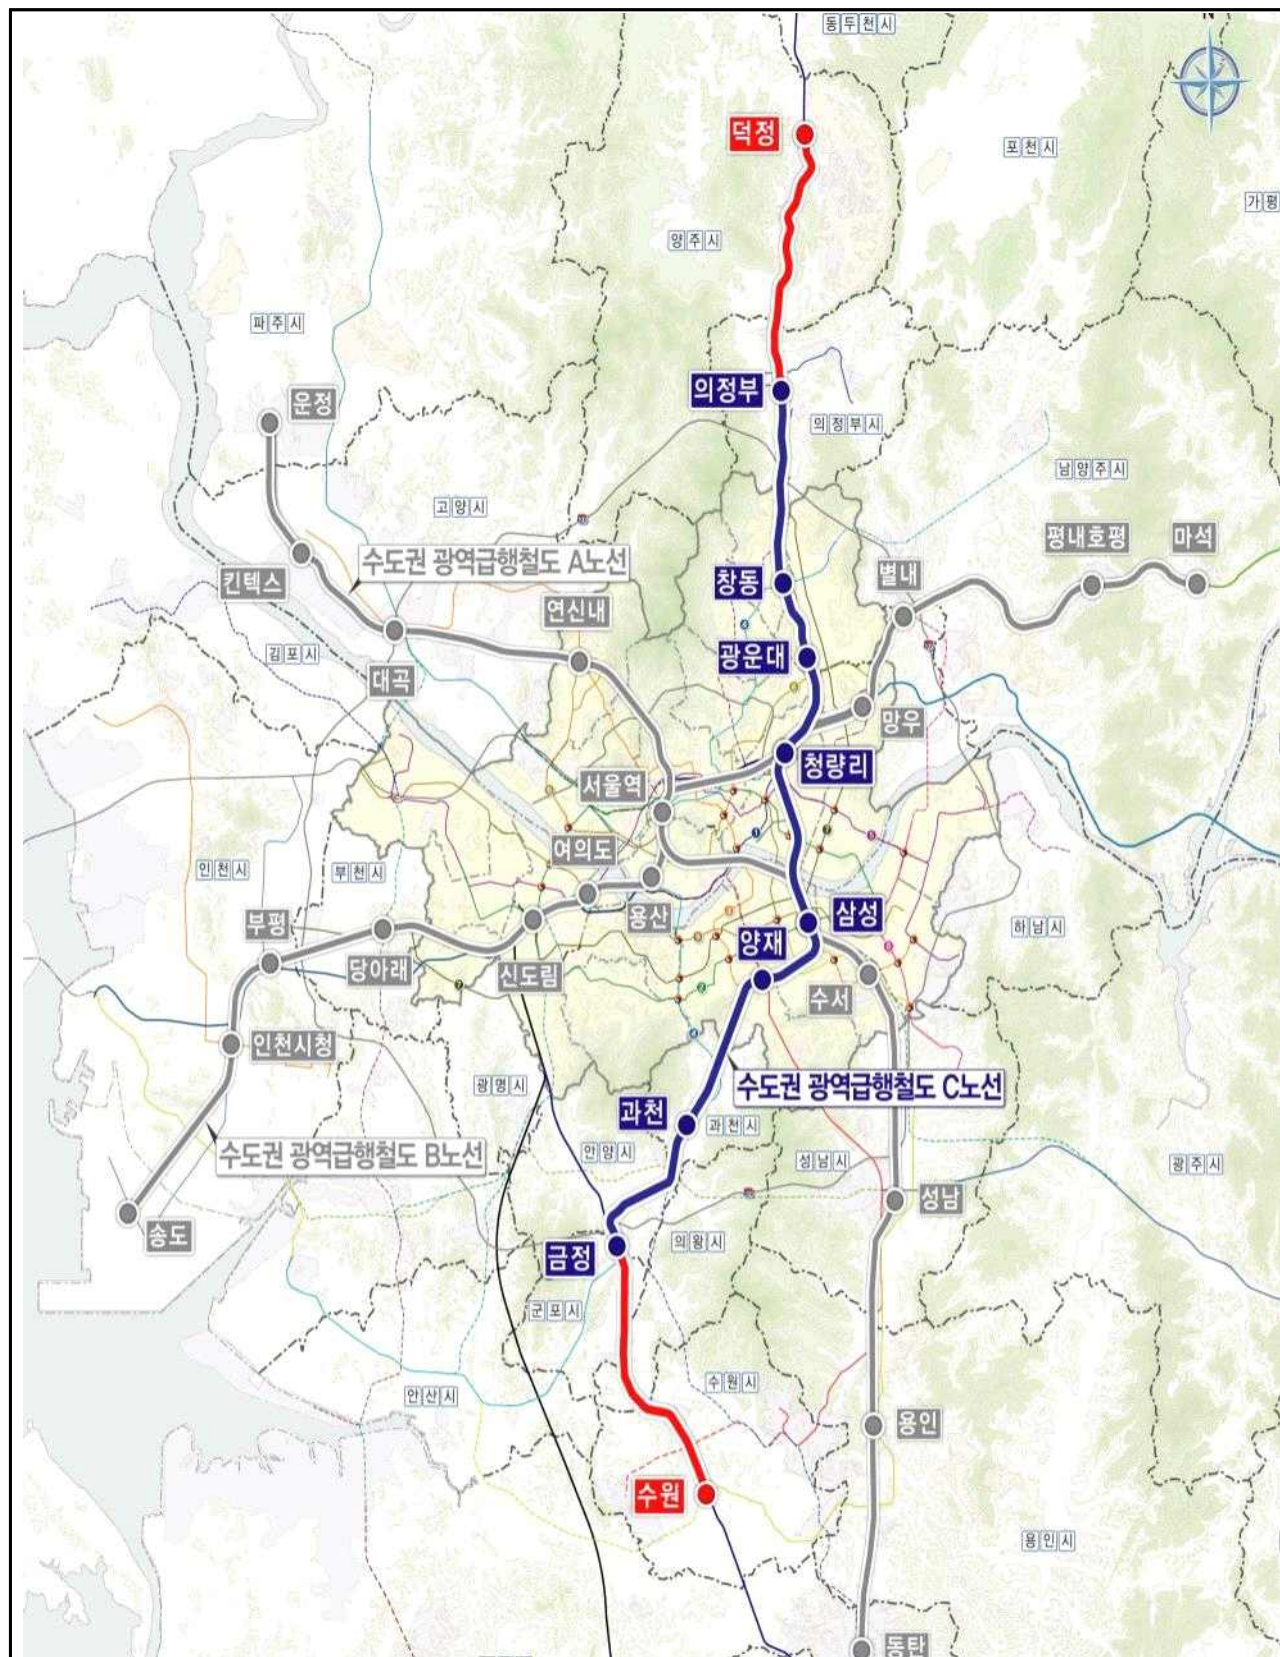 N
동두천시
덕정
포천시
가평
양주시
파주시
의정부
운정
의정부시
남양주시
고양시
수도권 광역급행철도 A노선
킨텍스
창동
별내
평내호평
마석
연신내
김포시
광운대
대곡
망우
청량리
서울역
여의도
인천시
부천시
부평
용산
삼성
하남시
양재
당아래
신도림
수서
인천시청
광명시
수도권 광역급행철도 C노선
과천
과천시
안양시
성남시
광주시
수도권 광역급행철도 B노선
성남
송도
금정
의왕시
군포시
수원시
안산시
용인
수원
용인시
동탄